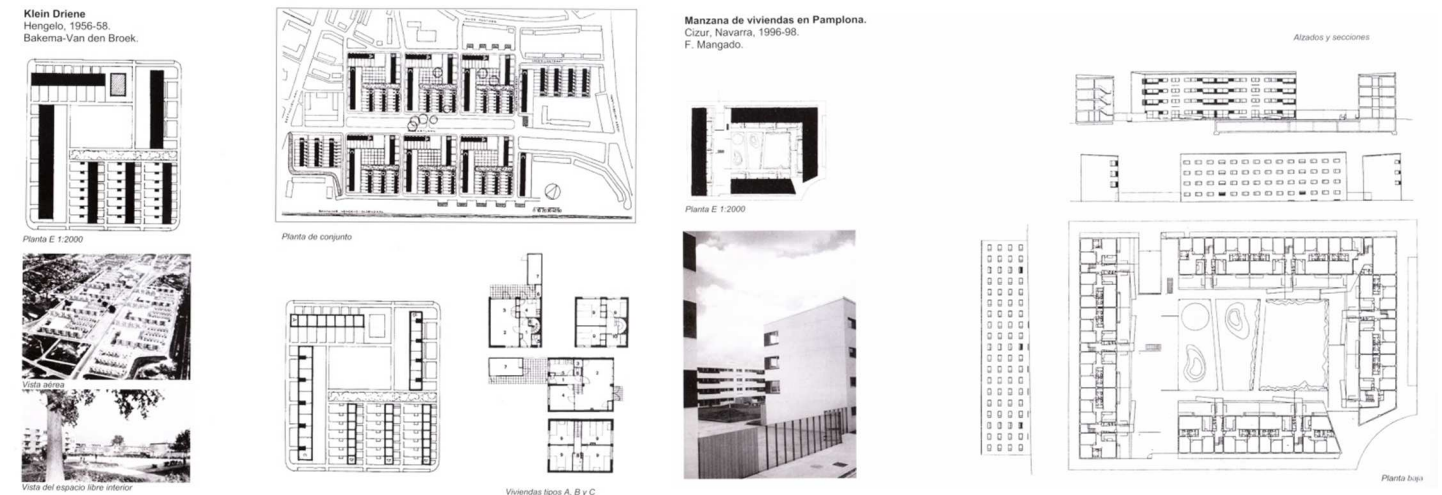 Klein Driene
Hengelo, 1956-58.
Bakema-Van den Broek.
Planta E 1:2000
Vista aérea
Vista del espacio libre interior
Planta de conjunto
Viviendas tipos A, B y C
Manzana de viviendas en Pamplona.
Cizur, Navarra, 1996-98.
F. Mangado.
Planta E 1:2000
Alzados y secciones
Planta baja